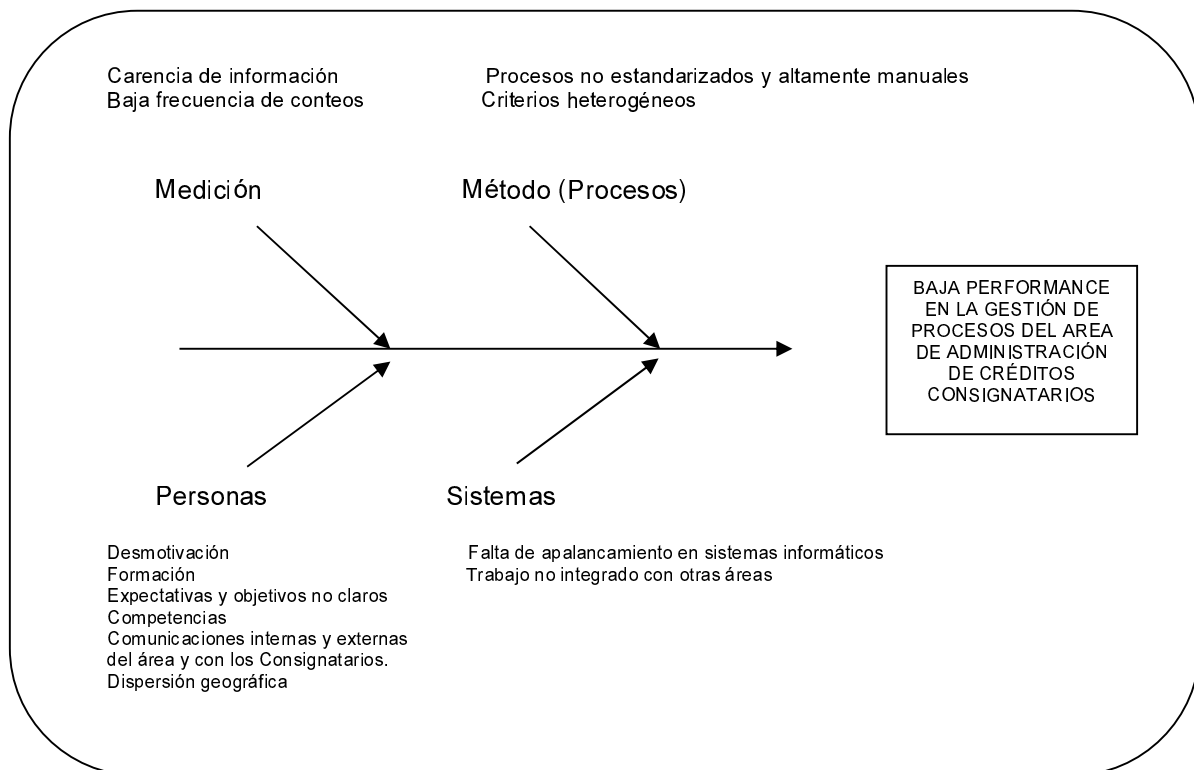 Carencia de información
Baja frecuencia de conteos
Procesos no estandarizados y altamente manuales
Criterios heterogéneos
Medición
Método (Procesos)
BAJA PERFORMANCE
EN LA GESTIÓN DE
PROCESOS DEL AREA
DE ADMINISTRACIÓN
DE CRÉDITOS
CONSIGNATARIOS
Personas
Sistemas
Desmotivación
Formación
Expectativas y objetivos no claros
Competencias
Comunicaciones internas y externas
del área y con los Consignatarios.
Dispersión geográfica
Falta de apalancamiento en sistemas informáticos
Trabajo no integrado con otras áreas